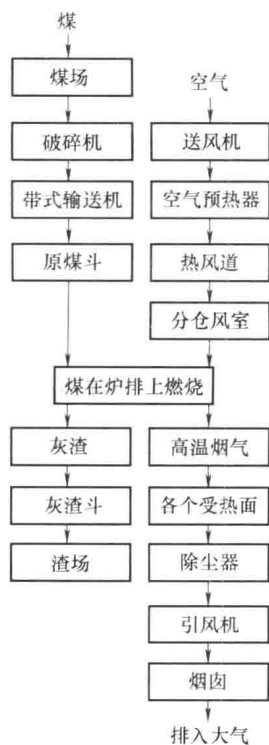 煤
煤场
破碎机
带式输送机
原煤斗
空气
送风机
空气预热器
热风道
分仓风室
煤在炉排上燃烧
灰渣
灰渣斗
渣场
高温烟气
各个受热面
除尘器
引风机
烟囱
排入大气